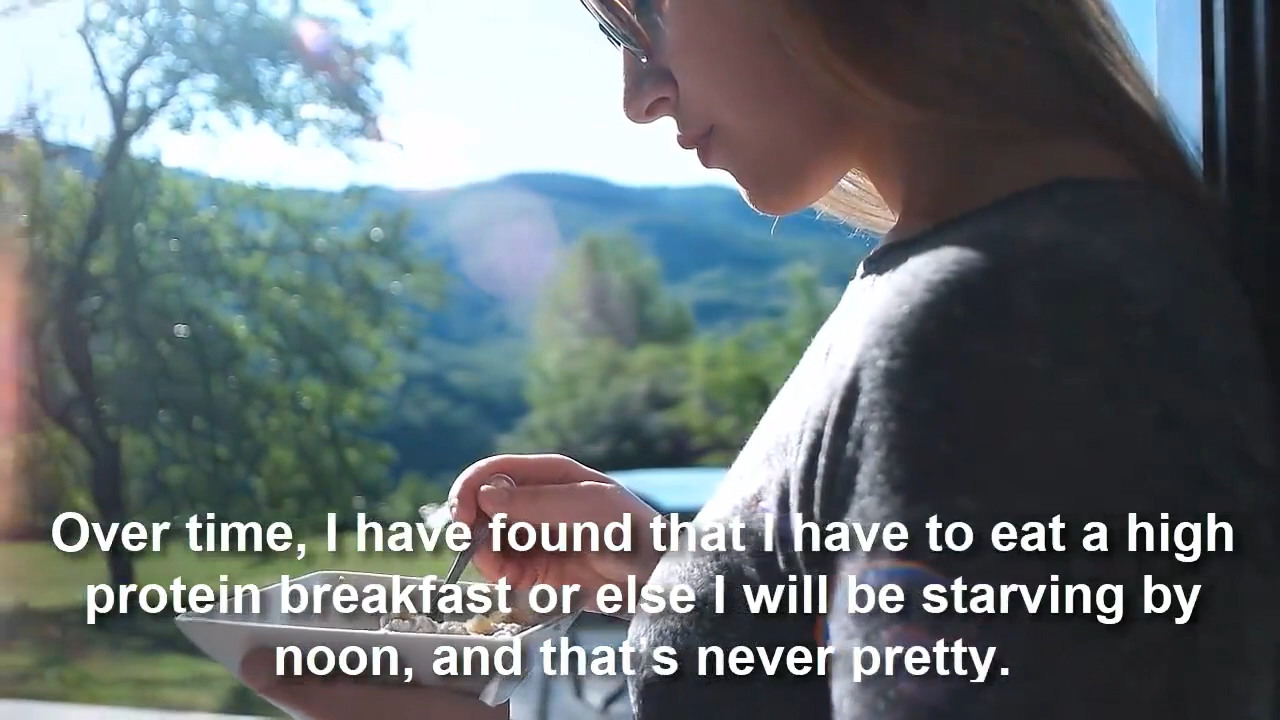 Over time, I have found that I have to eat a high
protein breakfast or else I will be starving by
noon, and that's never pretty.